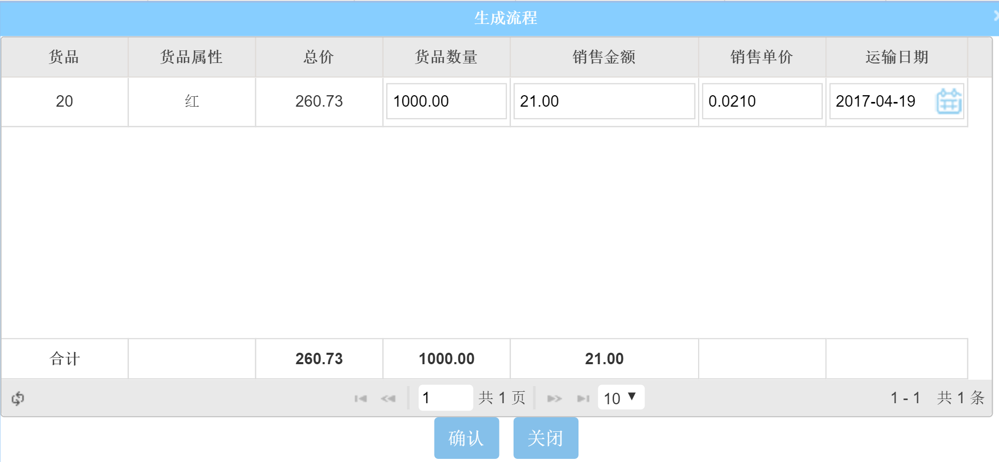 生成流程
货品 货品属性 总价 货品数量 销售金额 销售单价 运输日期
20 红 260.73 1000.00 21.00 0.0210 2017-04-19
合计 260.73 1000.00 21.00
1 共 1 页 10 1 - 1 共 1 条
确认 关闭